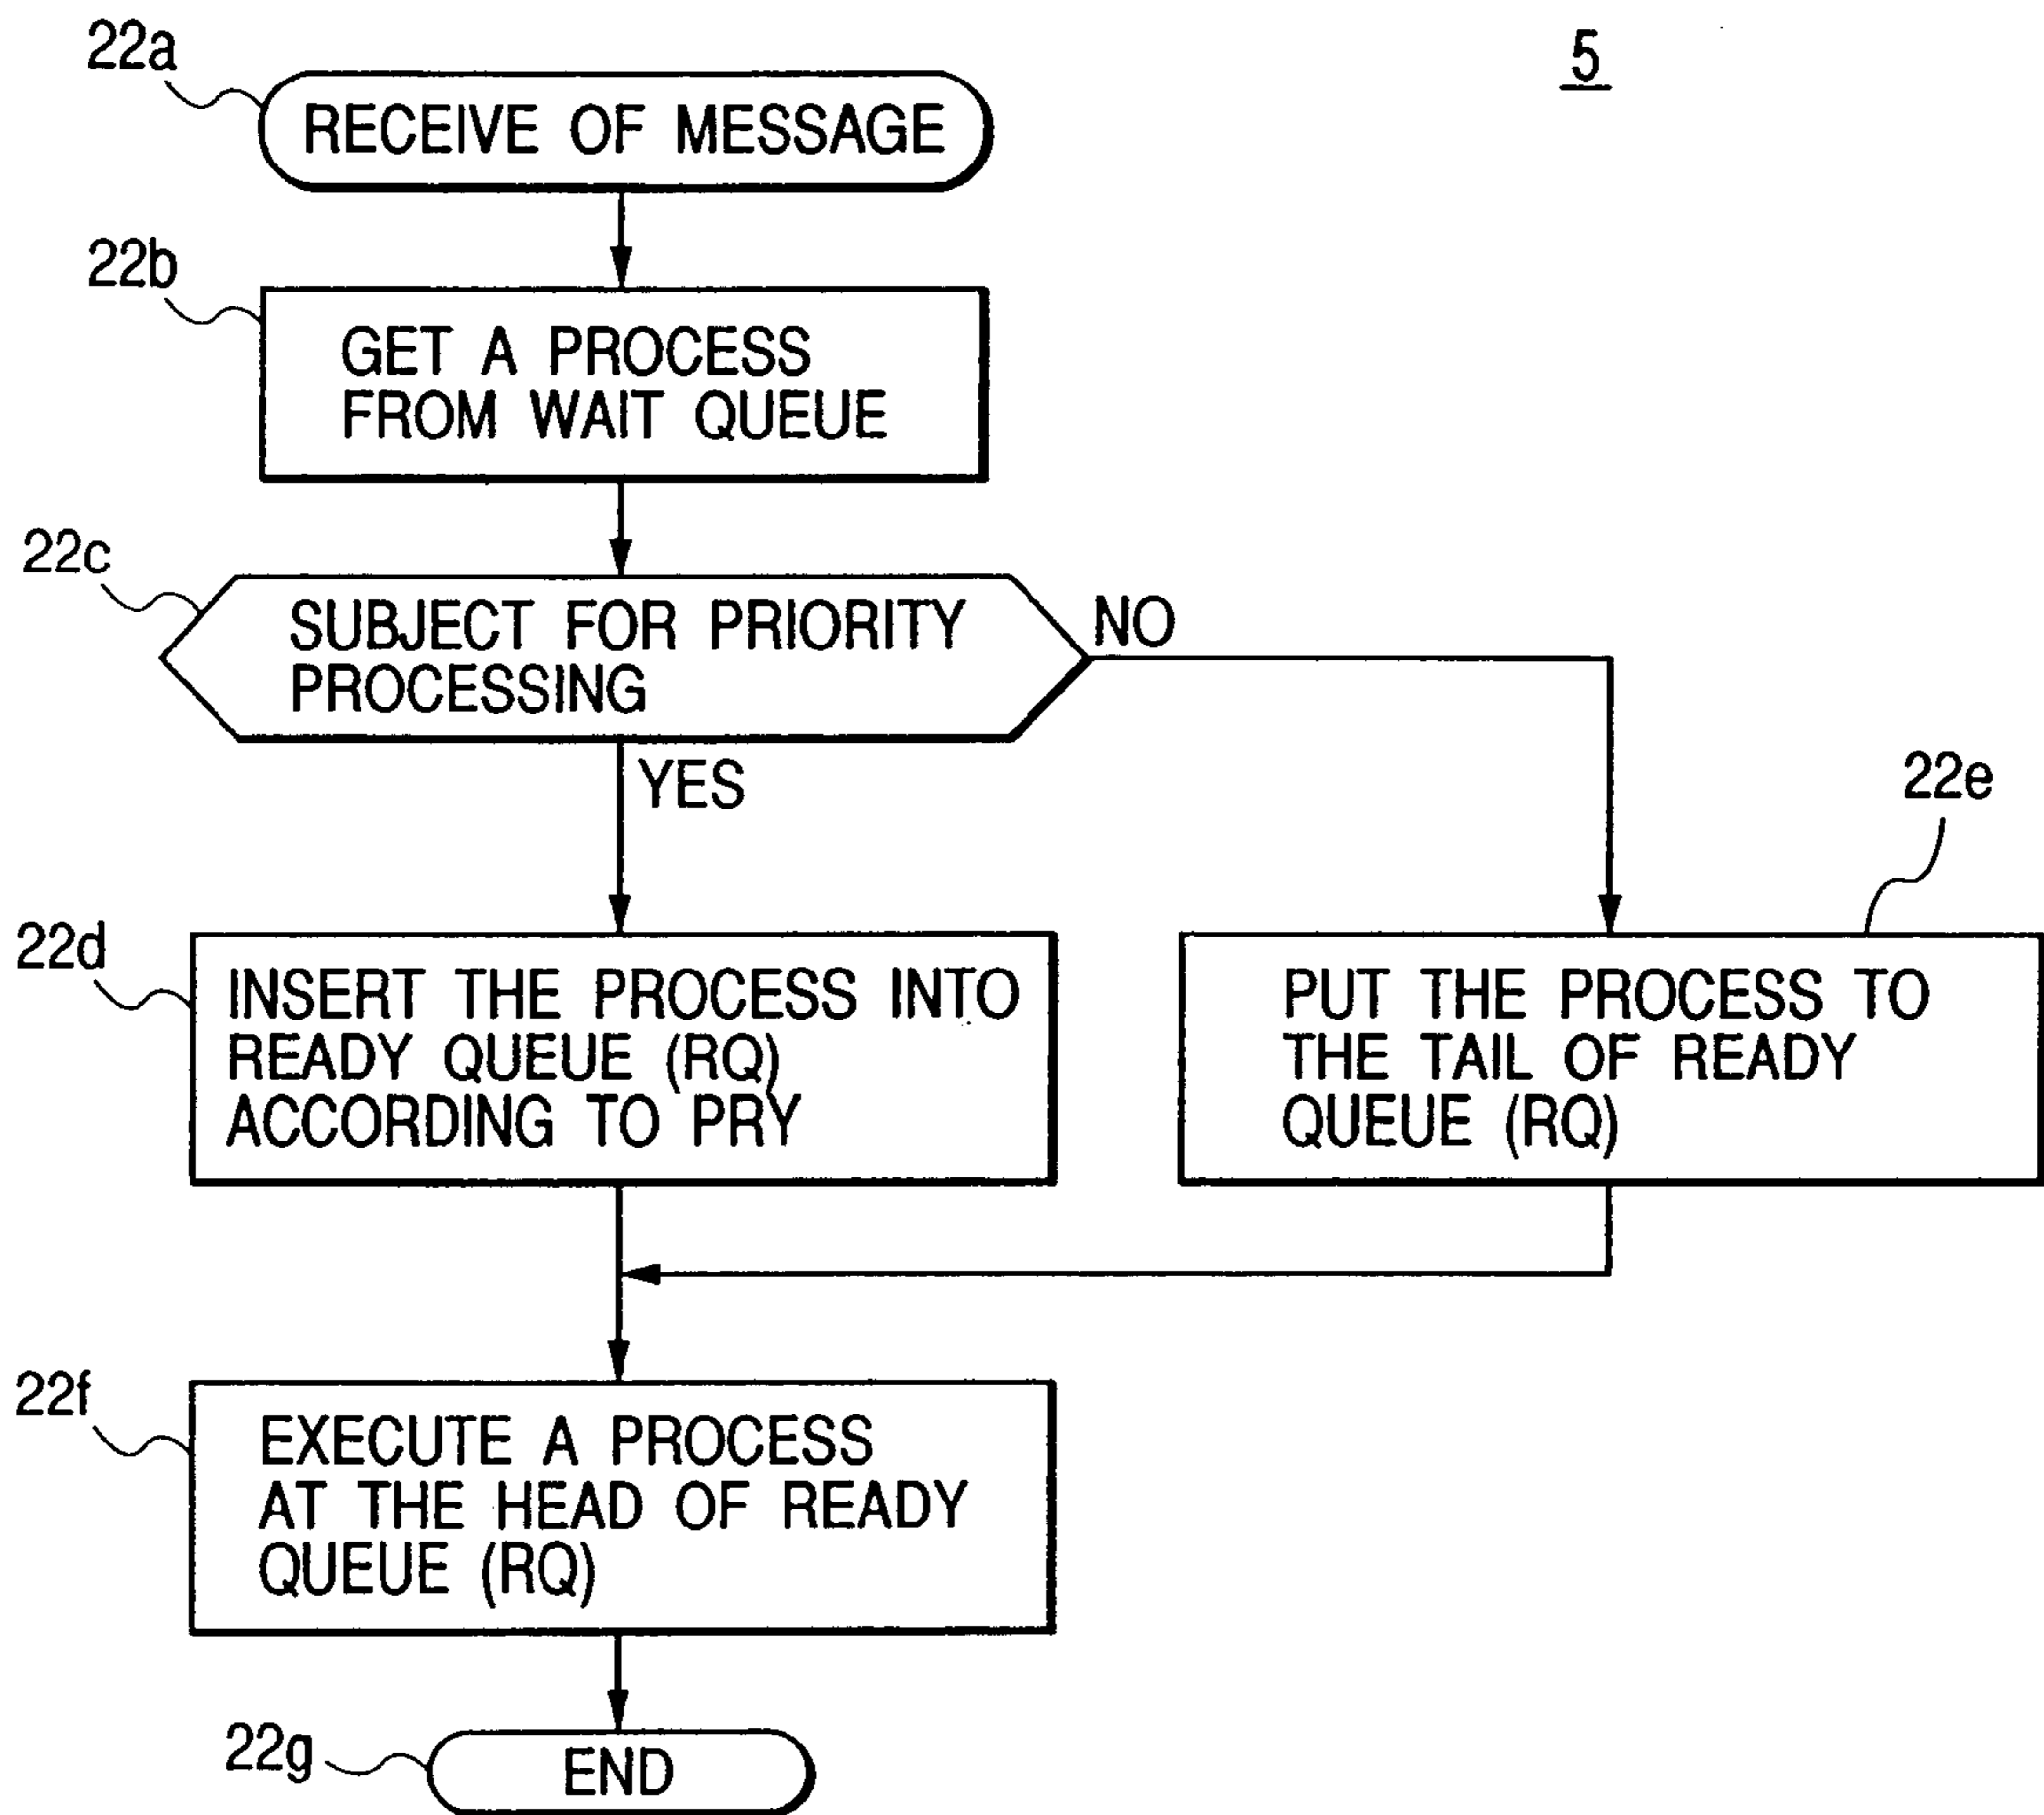 22a
5
RECEIVE OF MESSAGE
22b
GET A PROCESS
FROM WAIT QUEUE
22c
SUBJECT FOR PRIORITY
PROCESSING
NO
YES
22e
22d
INSERT THE PROCESS INTO
READY QUEUE (RQ)
ACCORDING TO PRY
PUT THE PROCESS TO
THE TAIL OF READY
QUEUE (RQ)
22f
EXECUTE A PROCESS
AT THE HEAD OF READY
QUEUE (RQ)
22g
END